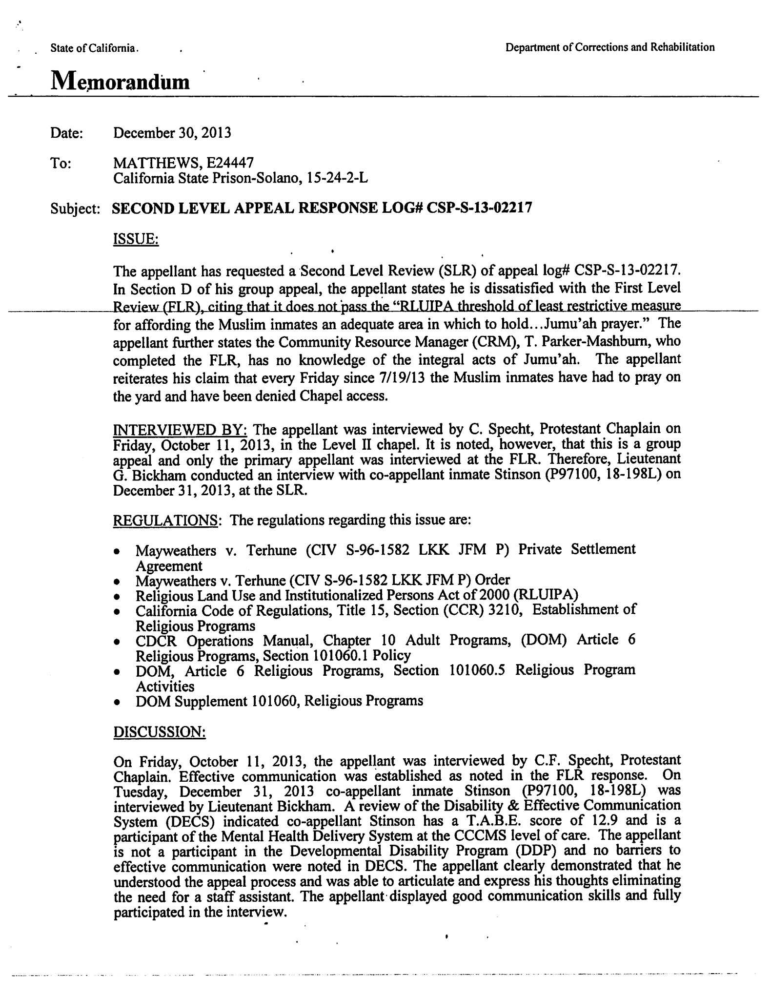 State of California.
Department of Corrections and Rehabilitation
Memorandum
Date: December 30, 2013
To: MATTHEWS, E24447
California State Prison-Solano, 15-24-2-L
Subject: SECOND LEVEL APPEAL RESPONSE LOG# CSP-S-13-02217
ISSUE:
The appellant has requested a Second Level Review (SLR) of appeal log# CSP-S-13-02217.
In Section D of his group appeal, the appellant states he is dissatisfied with the First Level
Review (FLR), citing that it does not pass the “RLUIPA threshold of least restrictive measure
for affording the Muslim inmates an adequate area in which to hold…Jumu’ah prayer.” The
appellant further states the Community Resource Manager (CRM), T. Parker-Mashburn, who
completed the FLR, has no knowledge of the integral acts of Jumu’ah. The appellant
reiterates his claim that every Friday since 7/19/13 the Muslim inmates have had to pray on
the yard and have been denied Chapel access.
INTERVIEWED BY: The appellant was interviewed by C. Specht, Protestant Chaplain on
Friday, October 11, 2013, in the Level II chapel. It is noted, however, that this is a group
appeal and only the primary appellant was interviewed at the FLR. Therefore, Lieutenant
G. Bickham conducted an interview with co-appellant inmate Stinson (P97100, 18-198L) on
December 31, 2013, at the SLR.
REGULATIONS: The regulations regarding this issue are:
• Mayweathers v. Terhune (CIV S-96-1582 LKK JFM P) Private Settlement
Agreement
• Mayweathers v. Terhune (CIV S-96-1582 LKK JFM P) Order
• Religious Land Use and Institutionalized Persons Act of 2000 (RLUIPA)
• California Code of Regulations, Title 15, Section (CCR) 3210, Establishment of
Religious Programs
• CDCR Operations Manual, Chapter 10 Adult Programs, (DOM) Article 6
Religious Programs, Section 101060.1 Policy
• DOM, Article 6 Religious Programs, Section 101060.5 Religious Program
Activities
• DOM Supplement 101060, Religious Programs
DISCUSSION:
On Friday, October 11, 2013, the appellant was interviewed by C.F. Specht, Protestant
Chaplain. Effective communication was established as noted in the FLR response. On
Tuesday, December 31, 2013 co-appellant inmate Stinson (P97100, 18-198L) was
interviewed by Lieutenant Bickham. A review of the Disability & Effective Communication
System (DECS) indicated co-appellant Stinson has a T.A.B.E. score of 12.9 and is a
participant of the Mental Health Delivery System at the CCCMS level of care. The appellant
is not a participant in the Developmental Disability Program (DDP) and no barriers to
effective communication were noted in DECS. The appellant clearly demonstrated that he
understood the appeal process and was able to articulate and express his thoughts eliminating
the need for a staff assistant. The appellant displayed good communication skills and fully
participated in the interview.